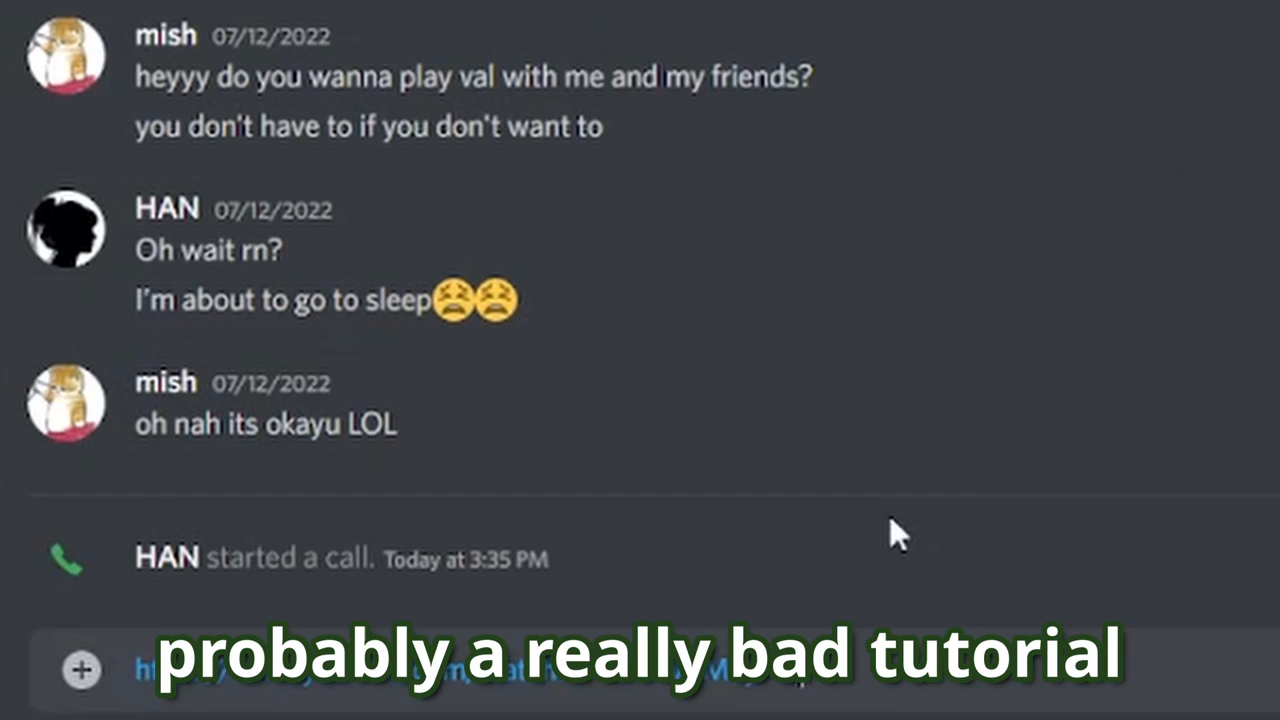 mish 07/12/2022
heyyy do you wanna play val with me and my friends?
you don't have to if you don't want to
HAN 07/12/2022
Oh wait rn?
I'm about to go to sleep😫😫
mish 07/12/2022
oh nah its okayu LOL
HAN started a call. Today at 3:35 PM
probably a really bad tutorial